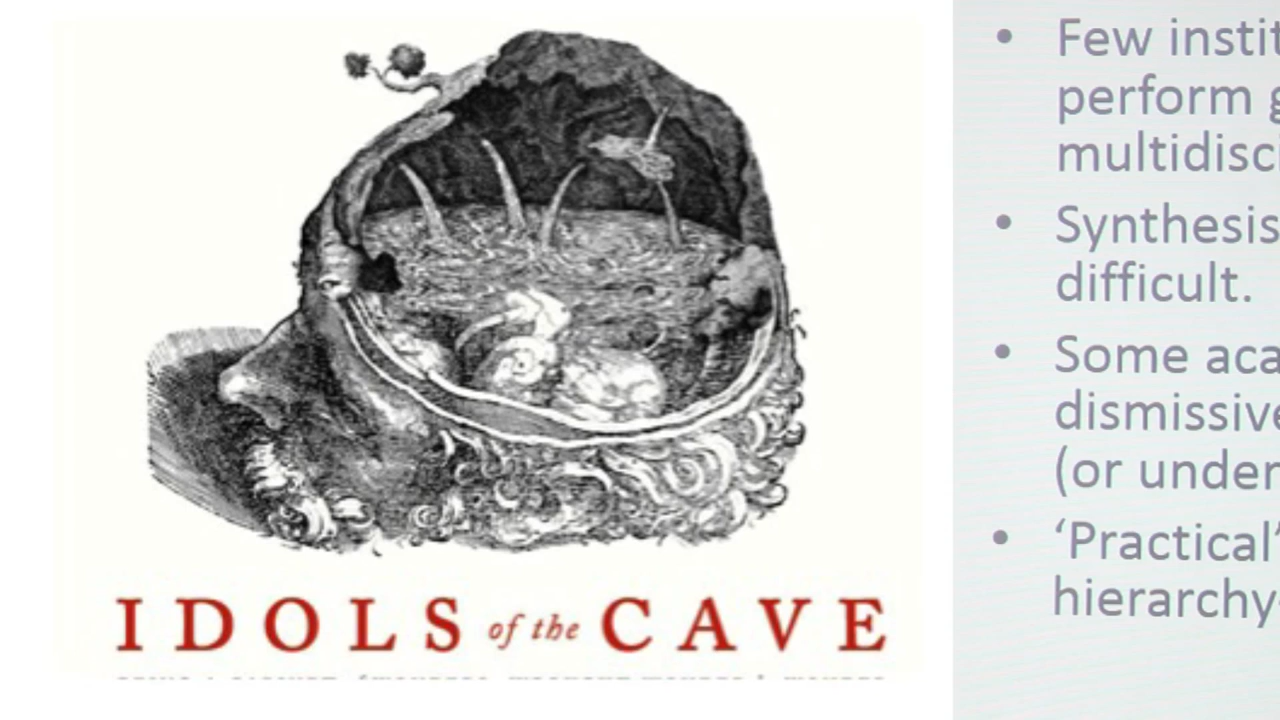 IDOLS of the CAVE
• Few instit
perform g
multidisci
• Synthesis
difficult.
• Some aca
dismissive
(or under
• ‘Practical’
hierarchy